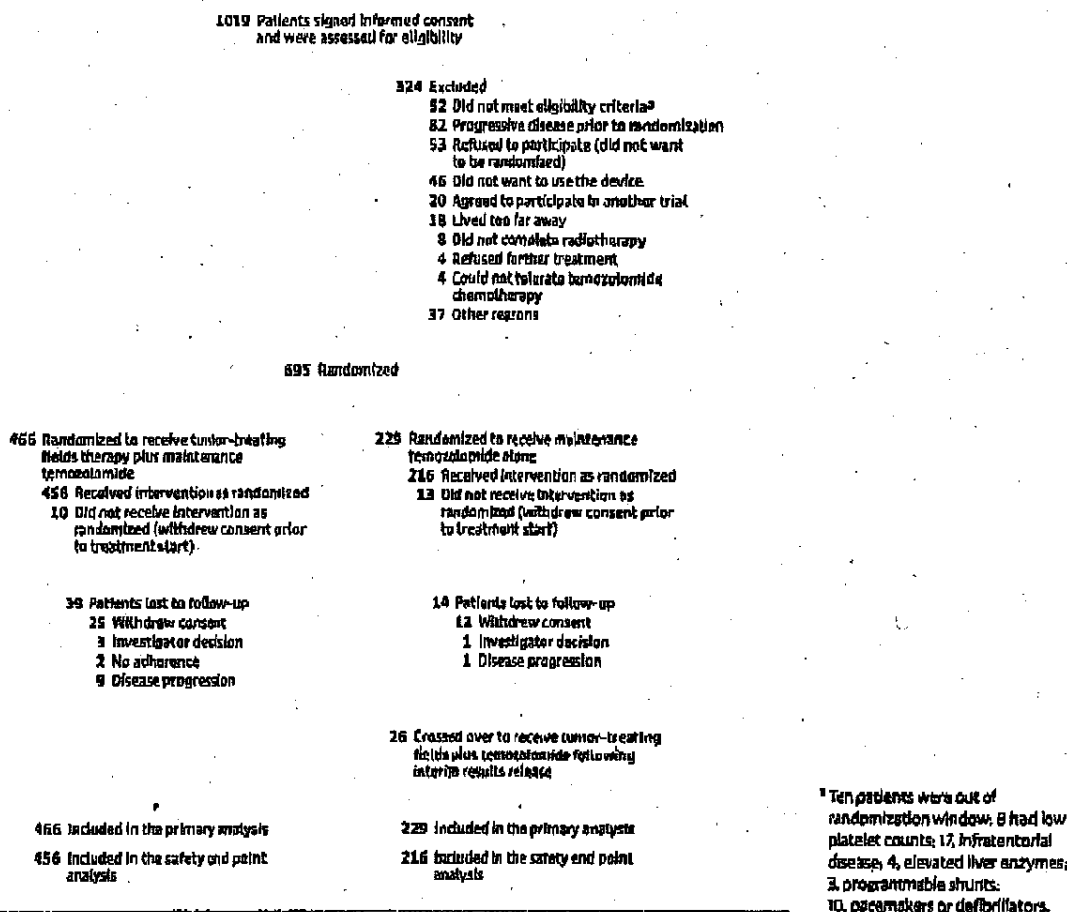 1019 Patients signed informed consent
and were assessed for eligibility
324 Excluded
52 Did not meet eligibility criteriaª
82 Progressive disease prior to randomization
53 Refused to participate (did not want
to be randomized)
46 Did not want to use the device
20 Agreed to participate in another trial
18 Lived too far away
8 Did not complete radiotherapy
4 Refused further treatment
4 Could not tolerate temozolomide
chemotherapy
37 Other reasons
695 Randomized
466 Randomized to receive tumor-treating
fields therapy plus maintenance
temozolomide
456 Received intervention as randomized
10 Did not receive intervention as
randomized (withdrew consent prior
to treatment start)
229 Randomized to receive maintenance
temozolomide alone
216 Received intervention as randomized
13 Did not receive intervention as
randomized (withdrew consent prior
to treatment start)
39 Patients lost to follow-up
25 Withdrew consent
3 Investigator decision
2 No adherence
9 Disease progression
14 Patients lost to follow-up
12 Withdrew consent
1 Investigator decision
1 Disease progression
26 Crossed over to receive tumor-treating
fields plus temozolomide following
interim results release
466 Included in the primary analysis
456 Included in the safety end point
analysis
229 Included in the primary analysis
216 Included in the safety end point
analysis
ª Ten patients were out of
randomization window; 8 had low
platelet counts; 17, infratentorial
disease; 4, elevated liver enzymes;
3, programmable shunts;
10, pacemakers or defibrillators.